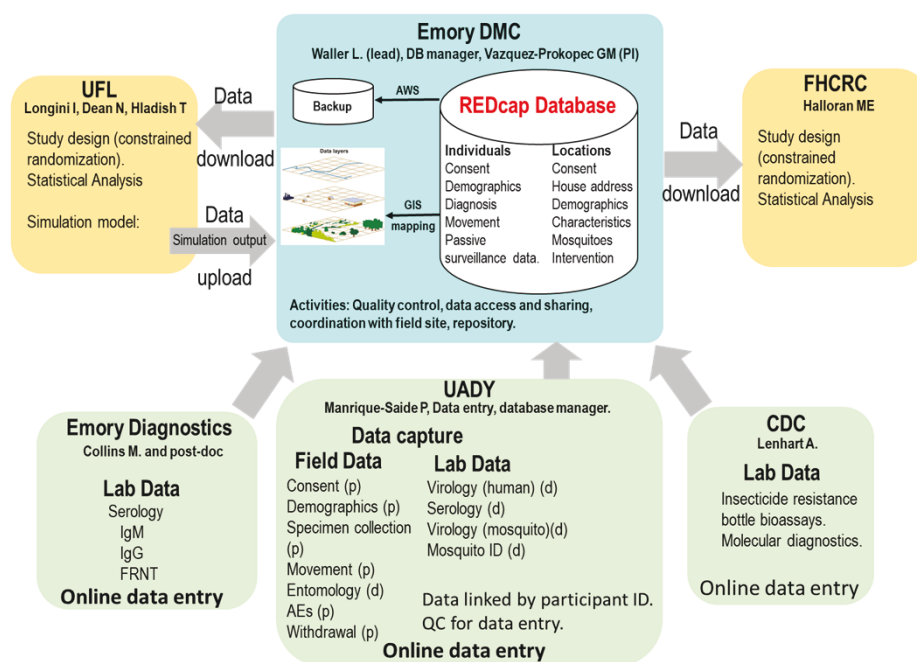 Emory DMC
Waller L. (lead), DB manager, Vazquez-Prokopec GM (PI)
UFL
Longini I, Dean N, Hladish T
Study design (constrained
randomization).
Statistical Analysis
Simulation model:
Data
download
Data
Simulation output
upload
Backup
AWS
Data layers
GIS
mapping
REDcap Database
Individuals
Consent
Demographics
Diagnosis
Movement
Passive
surveillance data.
Locations
Consent
House address
Demographics
Characteristics
Mosquitoes
Intervention
Activities: Quality control, data access and sharing,
coordination with field site, repository.
Data
download
FHCRC
Halloran ME
Study design
(constrained
randomization).
Statistical Analysis
Emory Diagnostics
Collins M. and post-doc
Lab Data
Serology
IgM
IgG
FRNT
Online data entry
UADY
Manrique-Saide P, Data entry, database manager.
Data capture
Field Data
Consent (p)
Demographics (p)
Specimen collection
(p)
Movement (p)
Entomology (d)
AEs (p)
Withdrawal (p)
Lab Data
Virology (human) (d)
Serology (d)
Virology (mosquito)(d)
Mosquito ID (d)
Data linked by participant ID.
QC for data entry.
Online data entry
CDC
Lenhart A.
Lab Data
Insecticide resistance
bottle bioassays.
Molecular diagnostics.
Online data entry